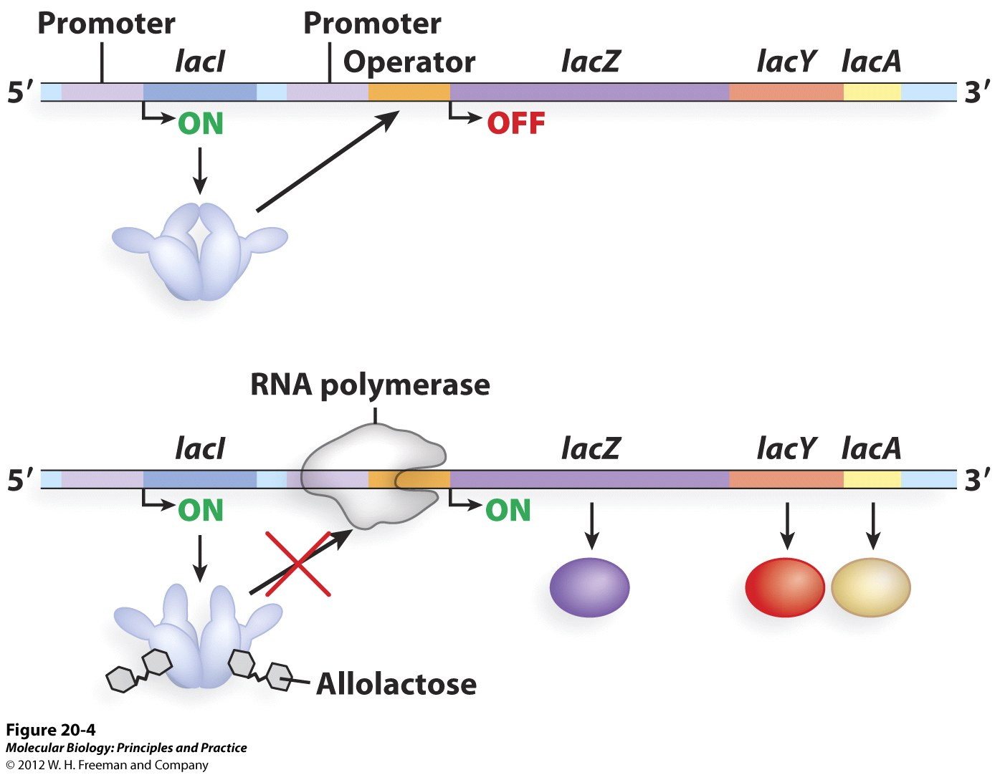 Promoter Promoter
lacI Operator lacZ lacY lacA
5′ 3′
ON OFF
RNA polymerase
lacI lacZ lacY lacA
5′ 3′
ON ON
Allolactose
Figure 20-4
Molecular Biology: Principles and Practice
© 2012 W. H. Freeman and Company